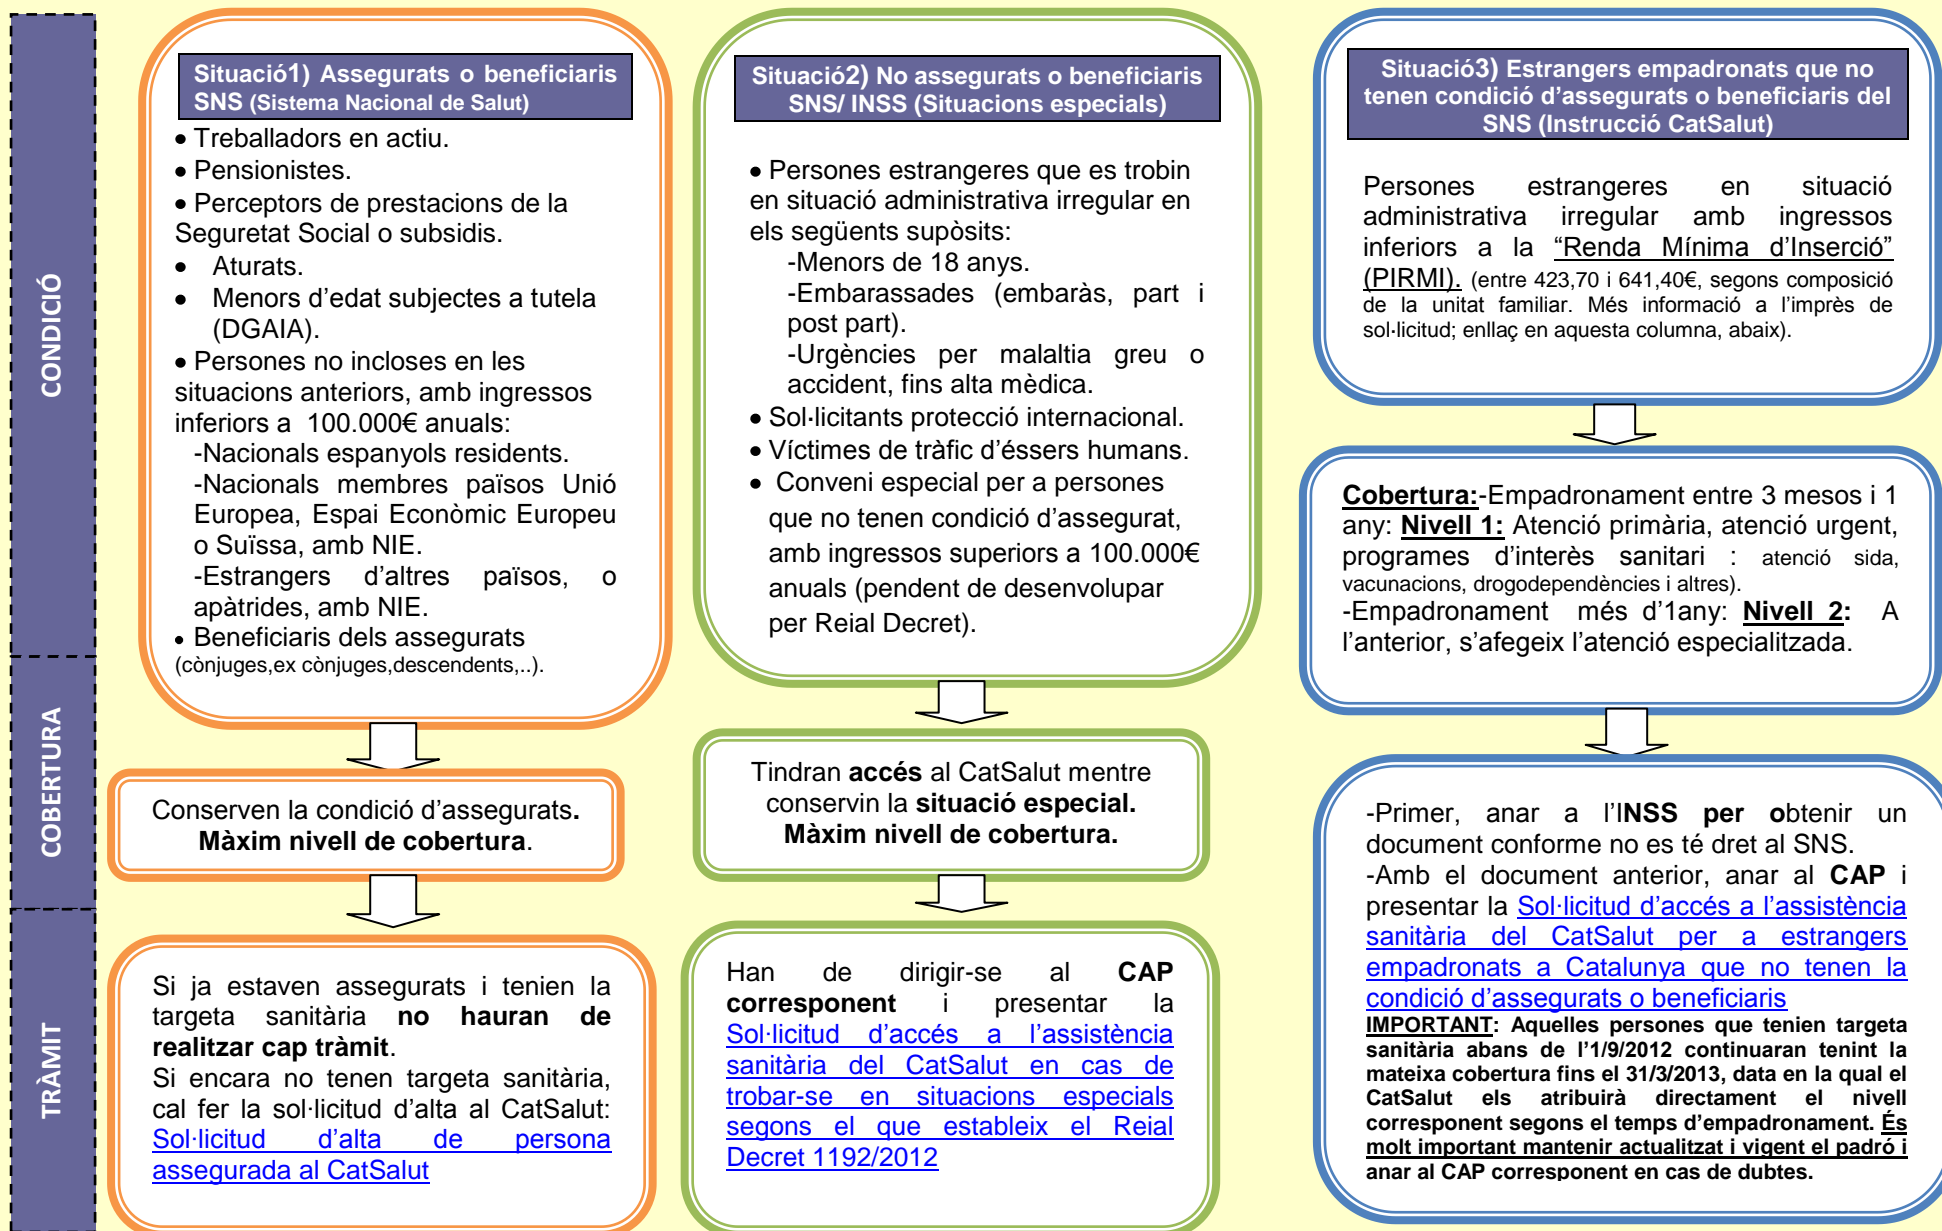 CONDICIÓ
COBERTURA
TRÀMIT
Situació1) Assegurats o beneficiaris
SNS (Sistema Nacional de Salut)
• Treballadors en actiu.
• Pensionistes.
• Perceptors de prestacions de la
Seguretat Social o subsidis.
• Aturats.
• Menors d’edat subjectes a tutela
(DGAIA).
• Persones no incloses en les
situacions anteriors, amb ingressos
inferiors a 100.000€ anuals:
-Nacionals espanyols residents.
-Nacionals membres països Unió
Europea, Espai Econòmic Europeu
o Suïssa, amb NIE.
-Estrangers d’altres països, o
apàtrides, amb NIE.
• Beneficiaris dels assegurats
(cònjuges,ex cònjuges,descendents,..).
Conserven la condició d’assegurats.
Màxim nivell de cobertura.
Si ja estaven assegurats i tenien la
targeta sanitària no hauran de
realitzar cap tràmit.
Si encara no tenen targeta sanitària,
cal fer la sol·licitud d’alta al CatSalut:
Sol·licitud d’alta de persona
assegurada al CatSalut
Situació2) No assegurats o beneficiaris
SNS/ INSS (Situacions especials)
• Persones estrangeres que es trobin
en situació administrativa irregular en
els següents supòsits:
-Menors de 18 anys.
-Embarassades (embaràs, part i
post part).
-Urgències per malaltia greu o
accident, fins alta mèdica.
• Sol·licitants protecció internacional.
• Víctimes de tràfic d’éssers humans.
• Conveni especial per a persones
que no tenen condició d’assegurat,
amb ingressos superiors a 100.000€
anuals (pendent de desenvolupar
per Reial Decret).
Tindran accés al CatSalut mentre
conservin la situació especial.
Màxim nivell de cobertura.
Han de dirigir-se al CAP
corresponent i presentar la
Sol·licitud d’accés a l’assistència
sanitària del CatSalut en cas de
trobar-se en situacions especials
segons el que estableix el Reial
Decret 1192/2012
Situació3) Estrangers empadronats que no
tenen condició d’assegurats o beneficiaris del
SNS (Instrucció CatSalut)
Persones estrangeres en situació
administrativa irregular amb ingressos
inferiors a la “Renda Mínima d’Inserció”
(PIRMI). (entre 423,70 i 641,40€, segons composició
de la unitat familiar. Més informació a l’imprès de
sol·licitud; enllaç en aquesta columna, abaix).
Cobertura:-Empadronament entre 3 mesos i 1
any: Nivell 1: Atenció primària, atenció urgent,
programes d’interès sanitari : atenció sida,
vacunacions, drogodependències i altres).
-Empadronament més d’1any: Nivell 2: A
l’anterior, s’afegeix l’atenció especialitzada.
-Primer, anar a l’INSS per obtenir un
document conforme no es té dret al SNS.
-Amb el document anterior, anar al CAP i
presentar la Sol·licitud d’accés a l’assistència
sanitària del CatSalut per a estrangers
empadronats a Catalunya que no tenen la
condició d’assegurats o beneficiaris
IMPORTANT: Aquelles persones que tenien targeta
sanitària abans de l’1/9/2012 continuaran tenint la
mateixa cobertura fins el 31/3/2013, data en la qual el
CatSalut els atribuirà directament el nivell
corresponent segons el temps d’empadronament. És
molt important mantenir actualitzat i vigent el padró i
anar al CAP corresponent en cas de dubtes.